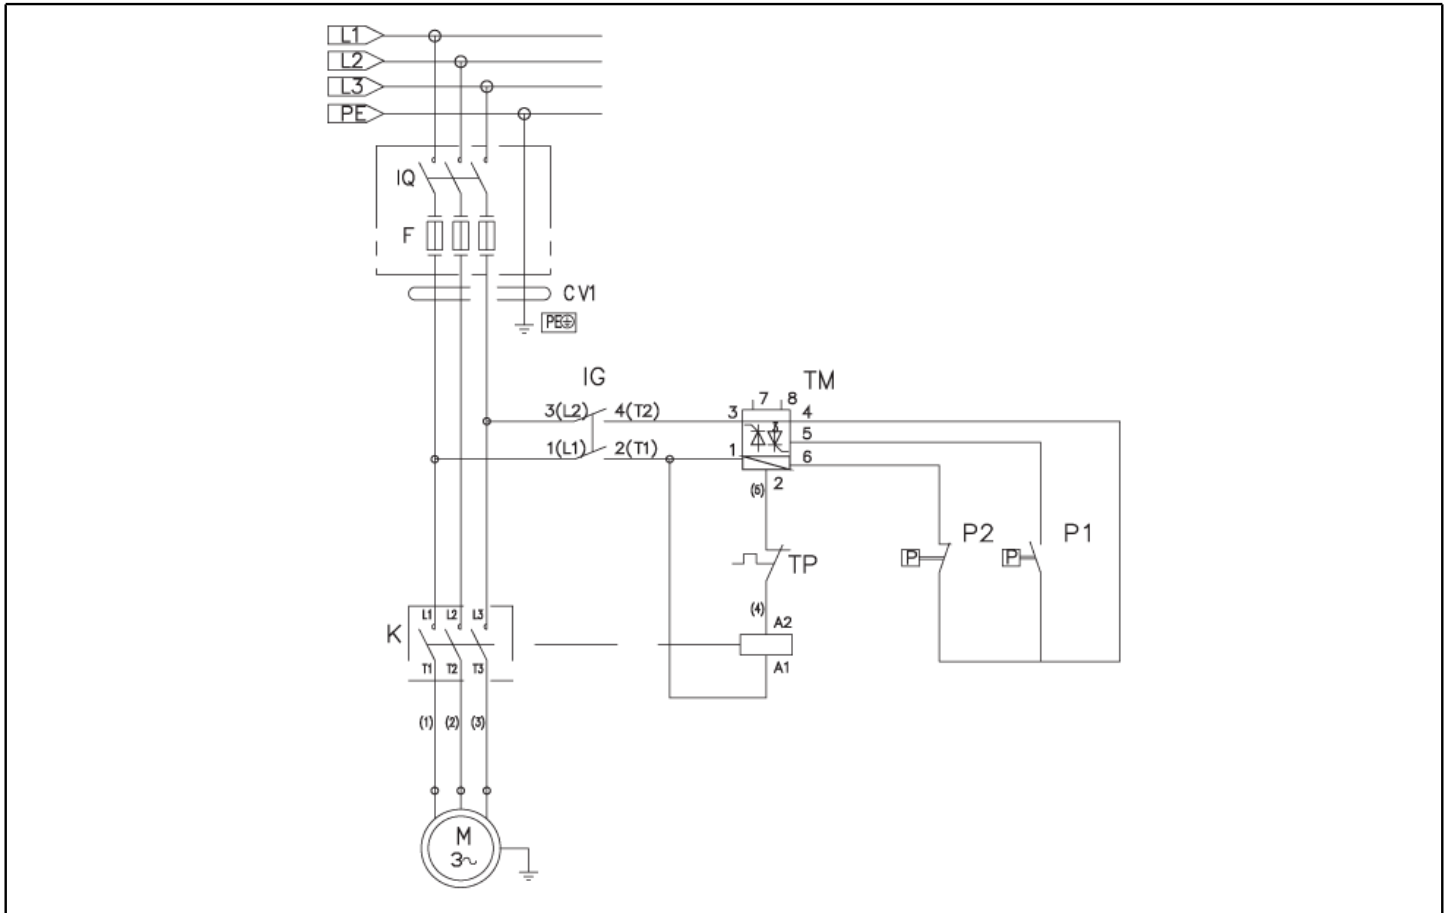 L1
L2
L3
PE
IQ
F
CV1
PE
IG
TM
7 8
3(L2) 4(T2) 3 4
5
1(L1) 2(T1) 1 6
(5) 2
P2 P1
P P
TP
(4)
A2
L1 L2 L3
K
T1 T2 T3
A1
(1) (2) (3)
M
3~